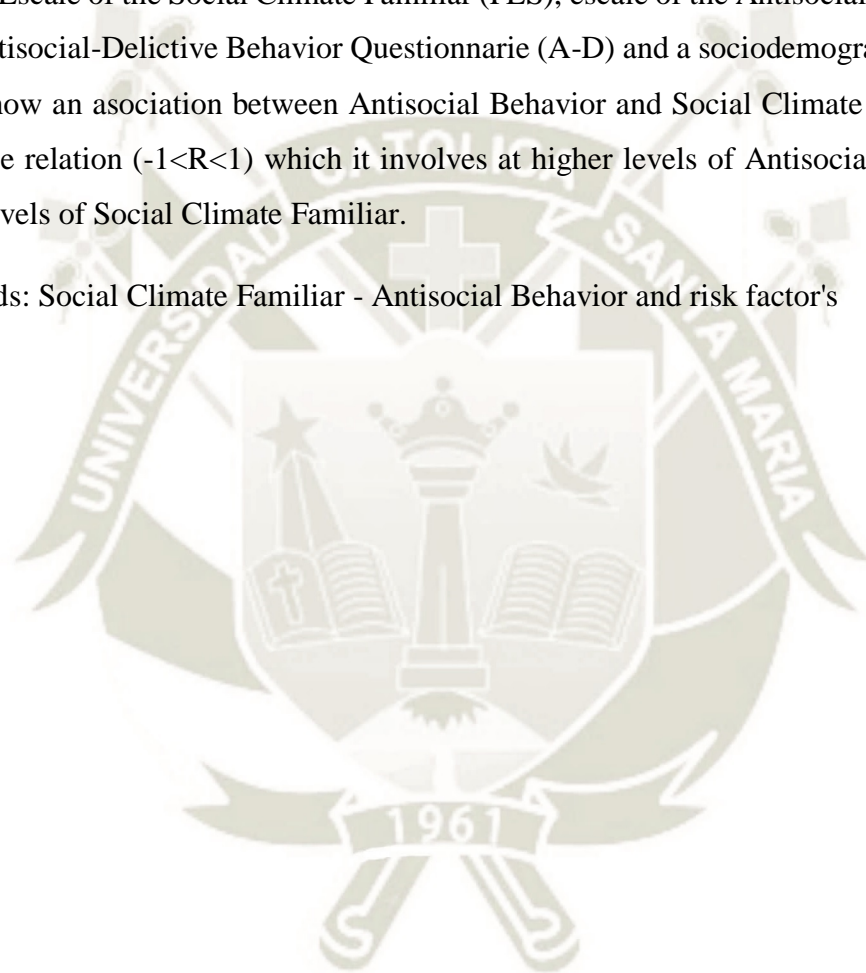 Escale of the Social Climate Familiar (FES), escale of the Antisocial
tisocial-Delictive Behavior Questionnarie (A-D) and a sociodemogra
now an asociation between Antisocial Behavior and Social Climate
e relation (-1<R<1) which it involves at higher levels of Antisocia
vels of Social Climate Familiar.
ds: Social Climate Familiar - Antisocial Behavior and risk factor's
UNIVERSIDAD CATOLICA SANTA MARIA
1961